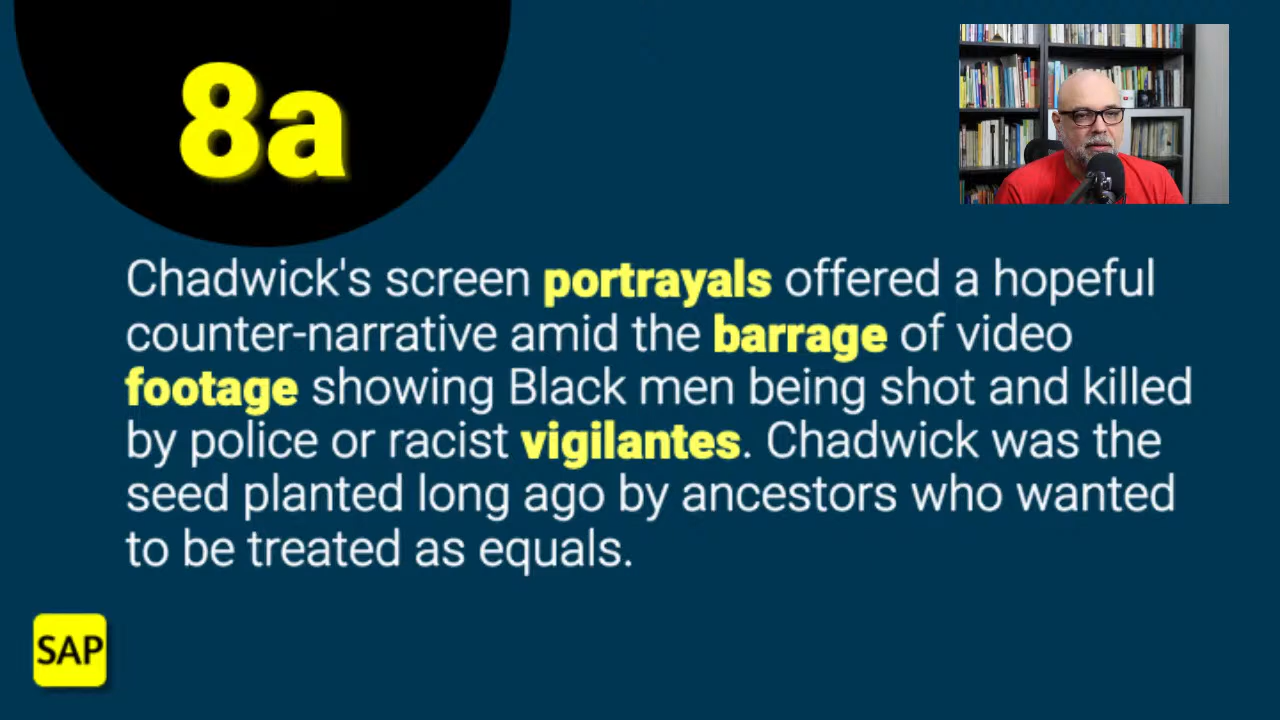 8a
Chadwick's screen portrayals offered a hopeful
counter-narrative amid the barrage of video
footage showing Black men being shot and killed
by police or racist vigilantes. Chadwick was the
seed planted long ago by ancestors who wanted
to be treated as equals.
SAP